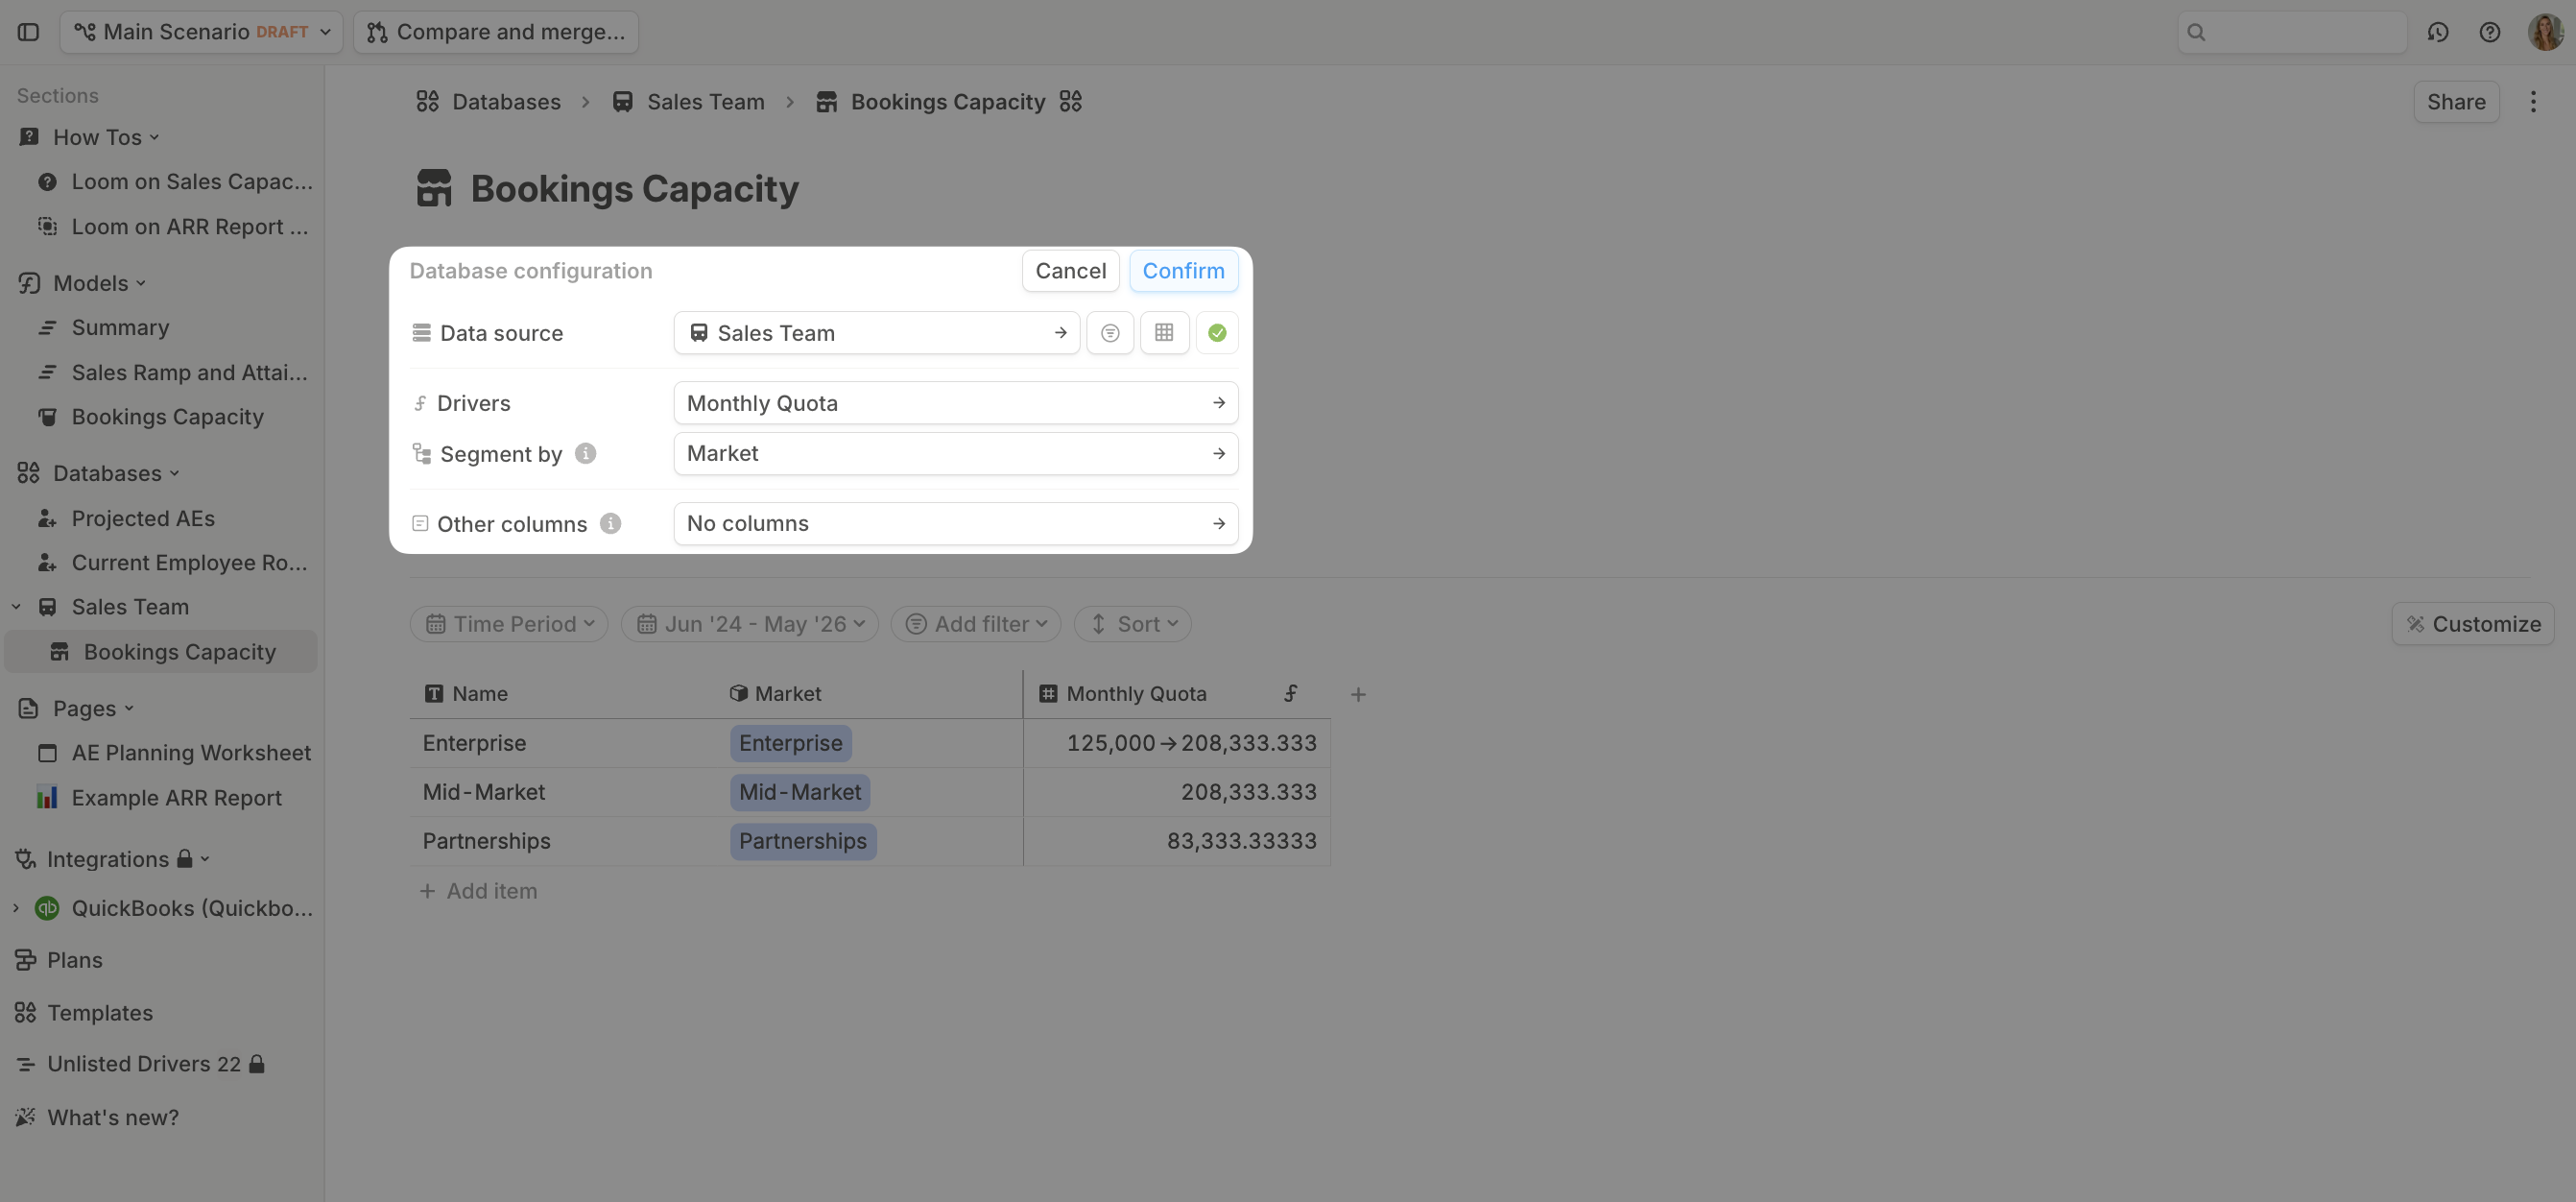 Main Scenario DRAFT
Compare and merge...
Sections
How Tos
Loom on Sales Capac...
Loom on ARR Report ...
Models
Summary
Sales Ramp and Attai...
Bookings Capacity
Databases
Projected AEs
Current Employee Ro...
Sales Team
Bookings Capacity
Pages
AE Planning Worksheet
Example ARR Report
Integrations
qb QuickBooks (Quickbo...
Plans
Templates
Unlisted Drivers 22
What's new?
Databases > Sales Team > Bookings Capacity
Share
Bookings Capacity
Database configuration
Cancel
Confirm
Data source
Sales Team
Drivers
Monthly Quota
Segment by
Market
Other columns
No columns
Time Period
Jun '24 - May '26
Add filter
Sort
Customize
Name Market Monthly Quota
Enterprise Enterprise 125,000→208,333.333
Mid-Market Mid-Market 208,333.333
Partnerships Partnerships 83,333.33333
+ Add item